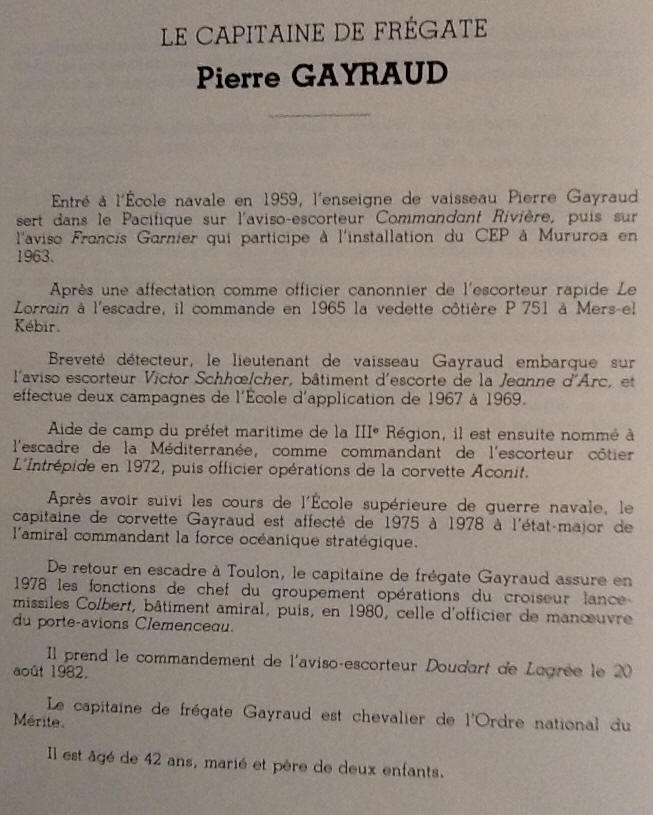 LE CAPITAINE DE FRÉGATE
Pierre GAYRAUD
Entré à l'École navale en 1959, l'enseigne de vaisseau Pierre Gayraud
sert dans le Pacifique sur l'aviso-escorteur Commandant Rivière, puis sur
l'aviso Francis Garnier qui participe à l'installation du CEP à Mururoa en
1963.
Après une affectation comme officier canonnier de l'escorteur rapide Le
Lorrain à l'escadre, il commande en 1965 la vedette côtière P 751 à Mers-el
Kébir.
Breveté détecteur, le lieutenant de vaisseau Gayraud embarque sur
l'aviso escorteur Victor Schhœlcher, bâtiment d'escorte de la Jeanne d'Arc, et
effectue deux campagnes de l'École d'application de 1967 à 1969.
Aide de camp du préfet maritime de la IIIe Région, il est ensuite nommé à
l'escadre de la Méditerranée, comme commandant de l'escorteur côtier
L'Intrépide en 1972, puis officier opérations de la corvette Aconit.
Après avoir suivi les cours de l'École supérieure de guerre navale, le
capitaine de corvette Gayraud est affecté de 1975 à 1978 à l'état-major de
l'amiral commandant la force océanique stratégique.
De retour en escadre à Toulon, le capitaine de frégate Gayraud assure en
1978 les fonctions de chef du groupement opérations du croiseur lance-
missiles Colbert, bâtiment amiral, puis, en 1980, celle d'officier de manœuvre
du porte-avions Clemenceau.
Il prend le commandement de l'aviso-escorteur Doudart de Lagrée le 20
août 1982.
Le capitaine de frégate Gayraud est chevalier de l'Ordre national du
Mérite.
Il est âgé de 42 ans, marié et père de deux enfants.